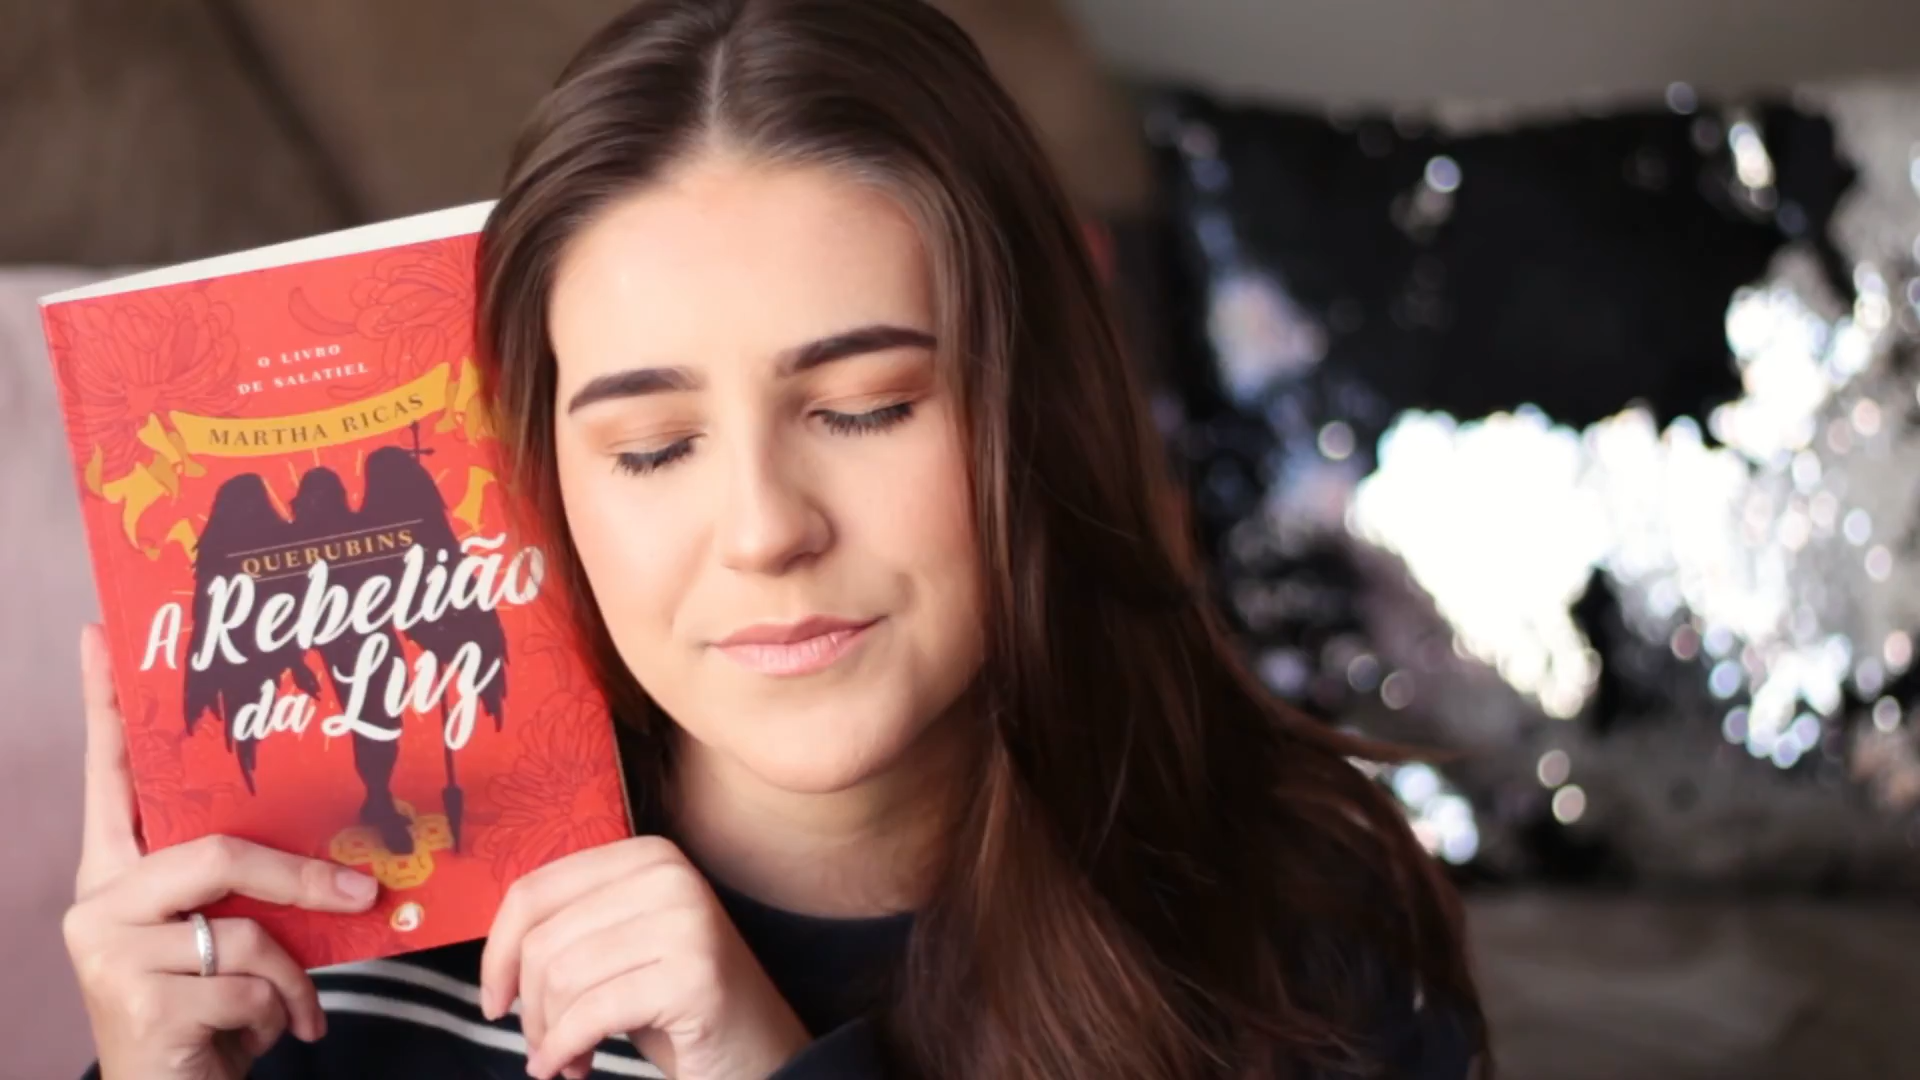 O LIVRO
DE SALATIEL
MARTHA RICAS
QUERUBINS
A Rebelião
da Luz